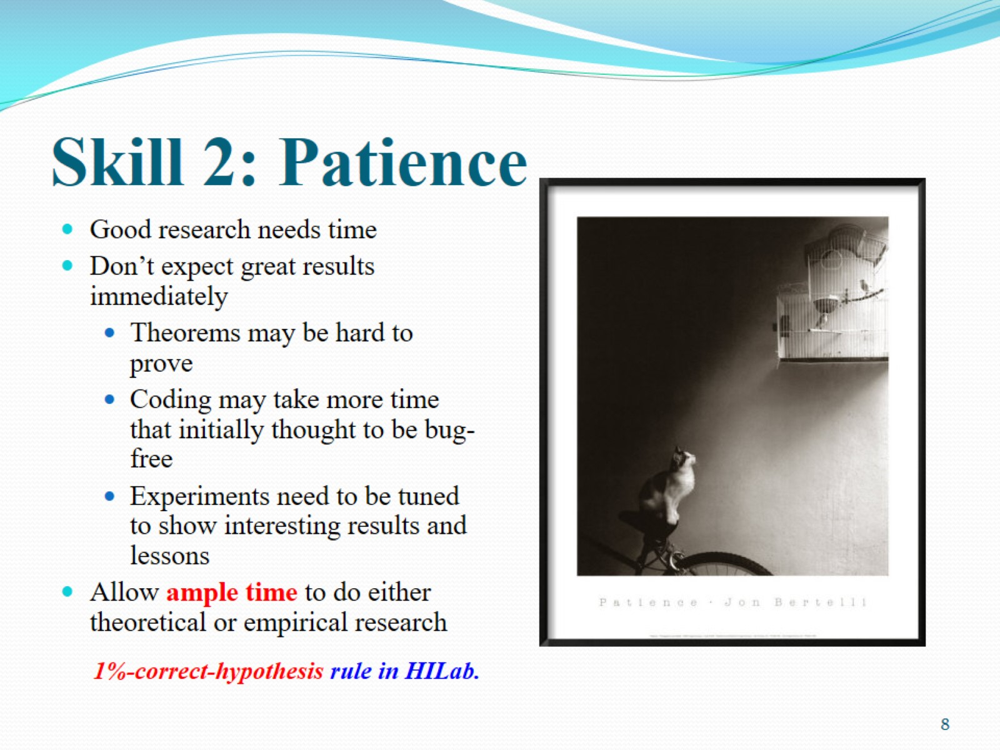 Skill 2: Patience
Good research needs time
Don’t expect great results
immediately
Theorems may be hard to
prove
Coding may take more time
that initially thought to be bug-
free
Experiments need to be tuned
to show interesting results and
lessons
Allow ample time to do either
theoretical or empirical research
1%-correct-hypothesis rule in HILab.
Patience · Jon Bertelli
8